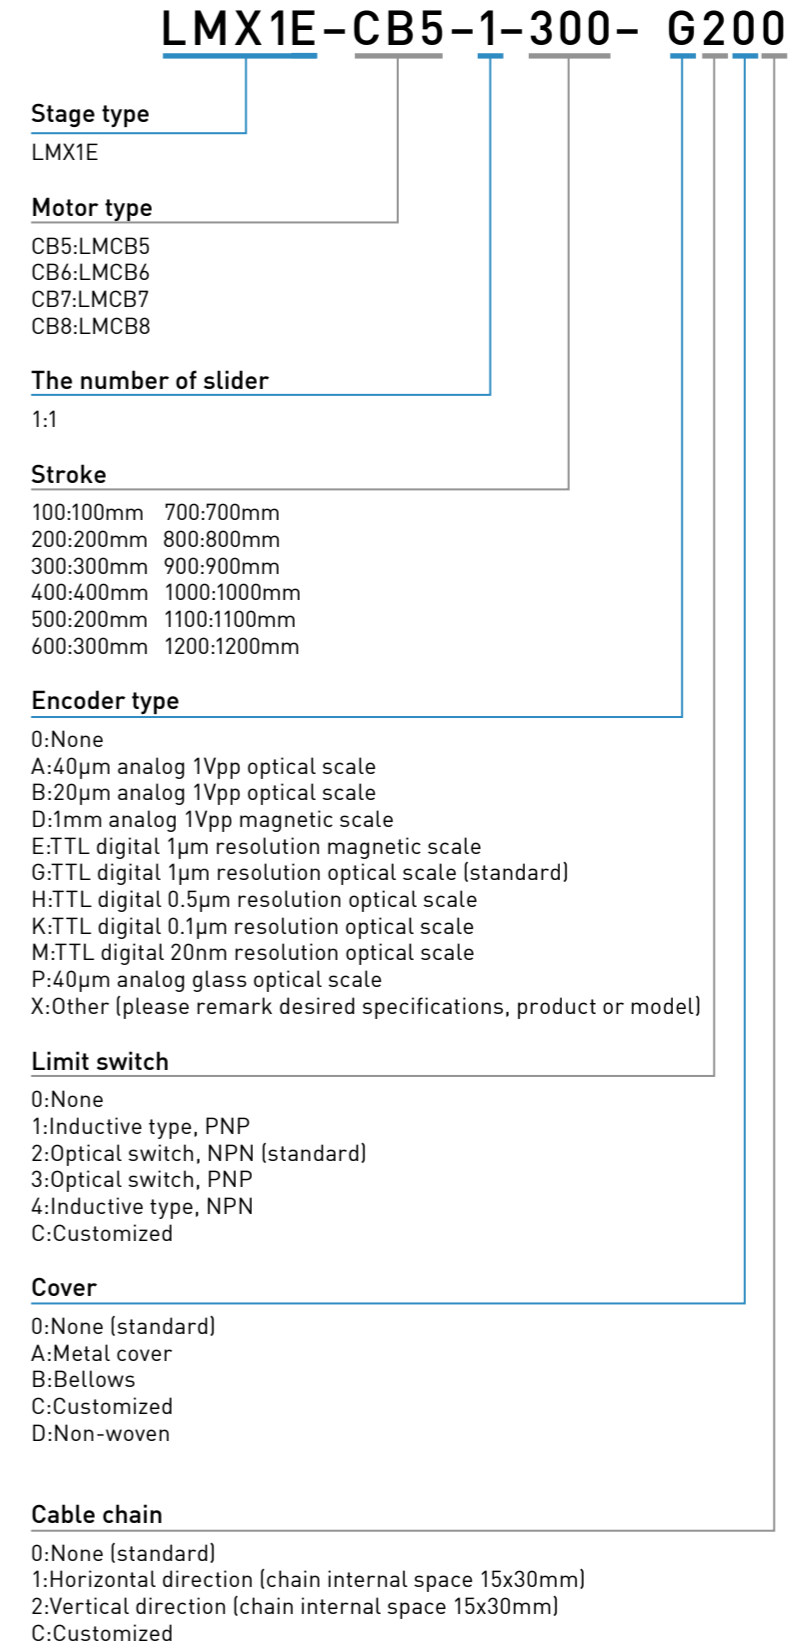 LMX1E-CB5-1-300- G200
Stage type
LMX1E
Motor type
CB5:LMCB5
CB6:LMCB6
CB7:LMCB7
CB8:LMCB8
The number of slider
1:1
Stroke
100:100mm 700:700mm
200:200mm 800:800mm
300:300mm 900:900mm
400:400mm 1000:1000mm
500:200mm 1100:1100mm
600:300mm 1200:1200mm
Encoder type
0:None
A:40µm analog 1Vpp optical scale
B:20µm analog 1Vpp optical scale
D:1mm analog 1Vpp magnetic scale
E:TTL digital 1µm resolution magnetic scale
G:TTL digital 1µm resolution optical scale (standard)
H:TTL digital 0.5µm resolution optical scale
K:TTL digital 0.1µm resolution optical scale
M:TTL digital 20nm resolution optical scale
P:40µm analog glass optical scale
X:Other (please remark desired specifications, product or model)
Limit switch
0:None
1:Inductive type, PNP
2:Optical switch, NPN (standard)
3:Optical switch, PNP
4:Inductive type, NPN
C:Customized
Cover
0:None (standard)
A:Metal cover
B:Bellows
C:Customized
D:Non-woven
Cable chain
0:None (standard)
1:Horizontal direction (chain internal space 15x30mm)
2:Vertical direction (chain internal space 15x30mm)
C:Customized